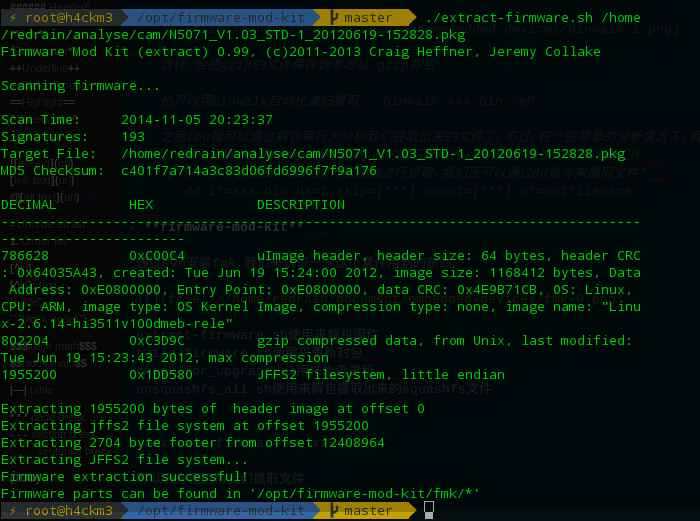 ⚡ root@h4ckm3 /opt/firmware-mod-kit master ./extract-firmware.sh /home
/redrain/analyse/cam/N5071_V1.03_STD-1_20120619-152828.pkg
Firmware Mod Kit (extract) 0.99, (c)2011-2013 Craig Heffner, Jeremy Collake
Scanning firmware...
Scan Time: 2014-11-05 20:23:37
Signatures: 193
Target File: /home/redrain/analyse/cam/N5071_V1.03_STD-1_20120619-152828.pkg
MD5 Checksum: c401f7a714a3c83d06fd6996f7f9a176
DECIMAL HEX DESCRIPTION
-------------------------------------------------------------------------------
-----------------------
786628 0xC00C4 uImage header, header size: 64 bytes, header CRC
: 0x64035A43, created: Tue Jun 19 15:24:00 2012, image size: 1168412 bytes, Data
 Address: 0xE0800000, Entry Point: 0xE0800000, data CRC: 0x4E9B71CB, OS: Linux,
CPU: ARM, image type: OS Kernel Image, compression type: none, image name: "Linu
x-2.6.14-hi3511v100dmeb-rele"
802204 0xC3D9C gzip compressed data, from Unix, last modified:
Tue Jun 19 15:23:43 2012, max compression
1955200 0x1DD580 JFFS2 filesystem, little endian
Extracting 1955200 bytes of  header image at offset 0
Extracting jffs2 file system at offset 1955200
Extracting 2704 byte footer from offset 12408964
Extracting JFFS2 file system...
Firmware extraction successful!
Firmware parts can be found in '/opt/firmware-mod-kit/fmk/*'
⚡ root@h4ckm3 /opt/firmware-mod-kit master